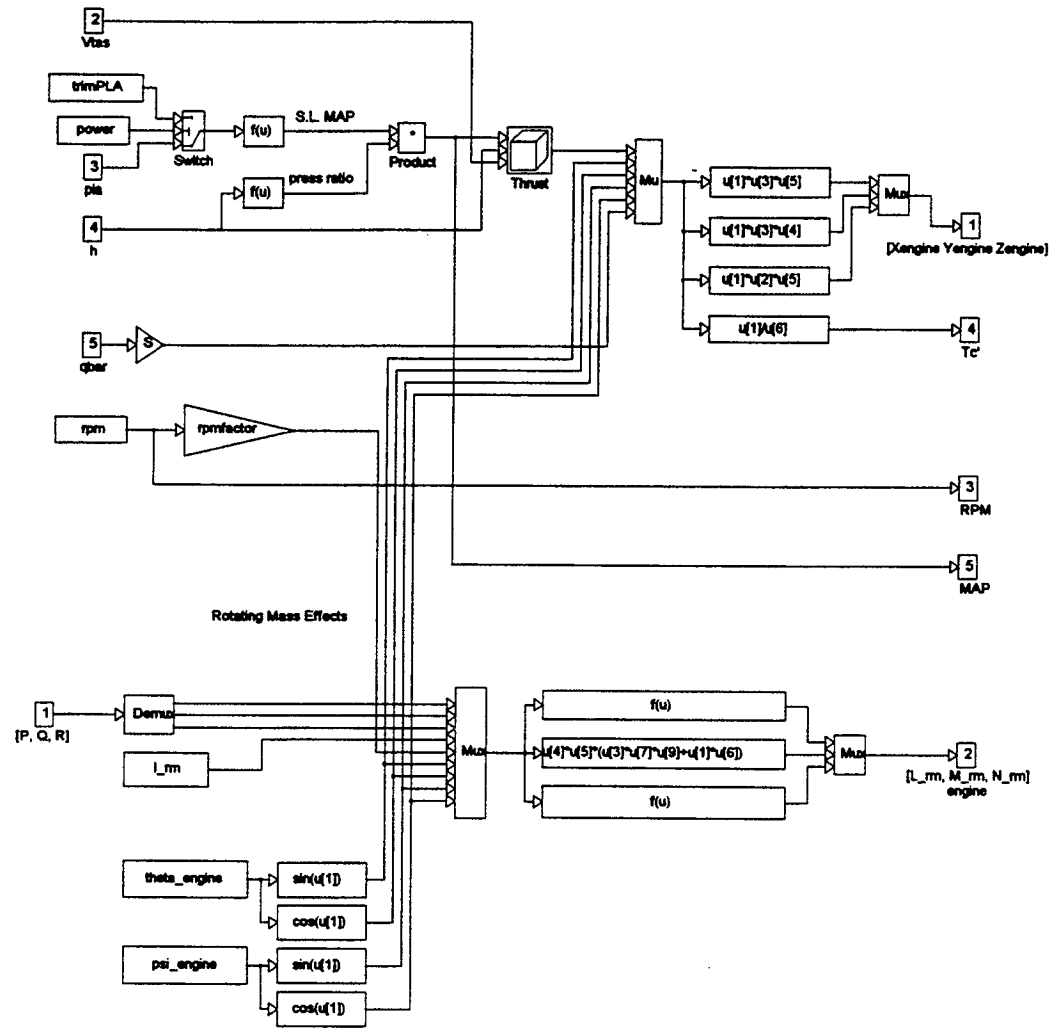 2
Vtas
trimPLA
power
3
pla
Switch
f(u)
S.L. MAP
*
Product
Thrust
f(u)
press ratio
4
h
Mu
u[1]*u[3]*u[5]
u[1]*u[3]*u[4]
u[1]*u[2]*u[5]
u[1]/u[6]
Mux
1
[Xengine Yengine Zengine]
4
Tc'
5
qbar
S
rpm
rpmfactor
3
RPM
5
MAP
Rotating Mass Effects
1
[P, Q, R]
Demux
I_rm
Mux
f(u)
u[4]*u[5]*(u[3]*u[7]*u[9]+u[1]*u[6])
f(u)
Mux
2
[L_rm, M_rm, N_rm]
engine
theta_engine
sin(u[1])
cos(u[1])
psi_engine
sin(u[1])
cos(u[1])